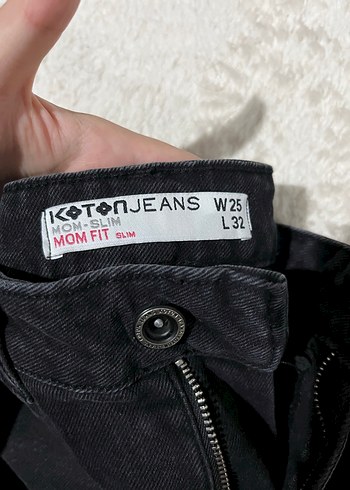 KOTON JEANS W25
MOM-SLIM L32
MOM FIT SLIM